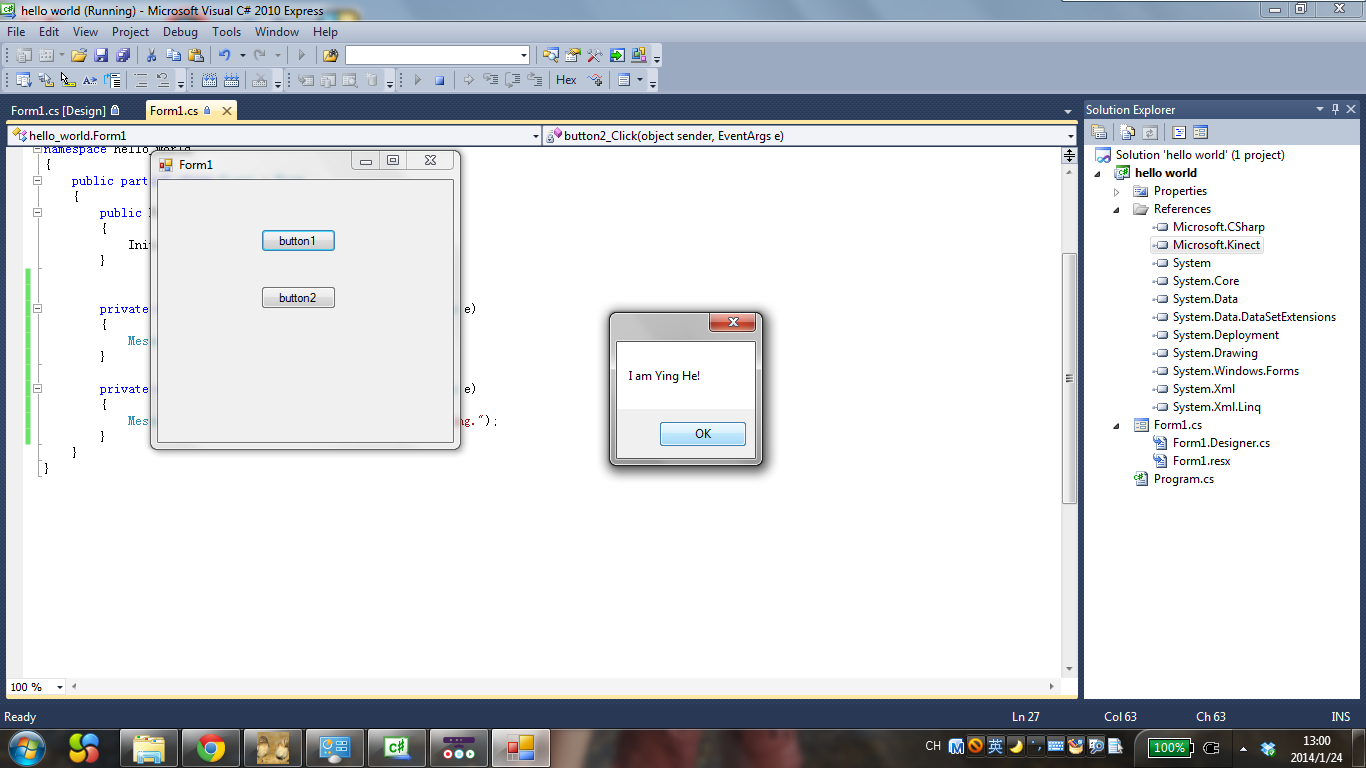 hello world (Running) - Microsoft Visual C# 2010 Express
File Edit View Project Debug Tools Window Help
Hex
Form1.cs [Design]
Form1.cs
hello_world.Form1
button2_Click(object sender, EventArgs e)
namespace hello_world
{
public part
{
public
{
Ini
}
private
e)
{
Mes
}
private
e)
{
Mes
ng.");
}
}
}
Form1
button1
button2
I am Ying He!
OK
Solution Explorer
Solution 'hello world' (1 project)
hello world
Properties
References
Microsoft.CSharp
Microsoft.Kinect
System
System.Core
System.Data
System.Data.DataSetExtensions
System.Deployment
System.Drawing
System.Windows.Forms
System.Xml
System.Xml.Linq
Form1.cs
Form1.Designer.cs
Form1.resx
Program.cs
100 %
Ready
Ln 27
Col 63
Ch 63
INS
CH
英
100%
13:00
2014/1/24